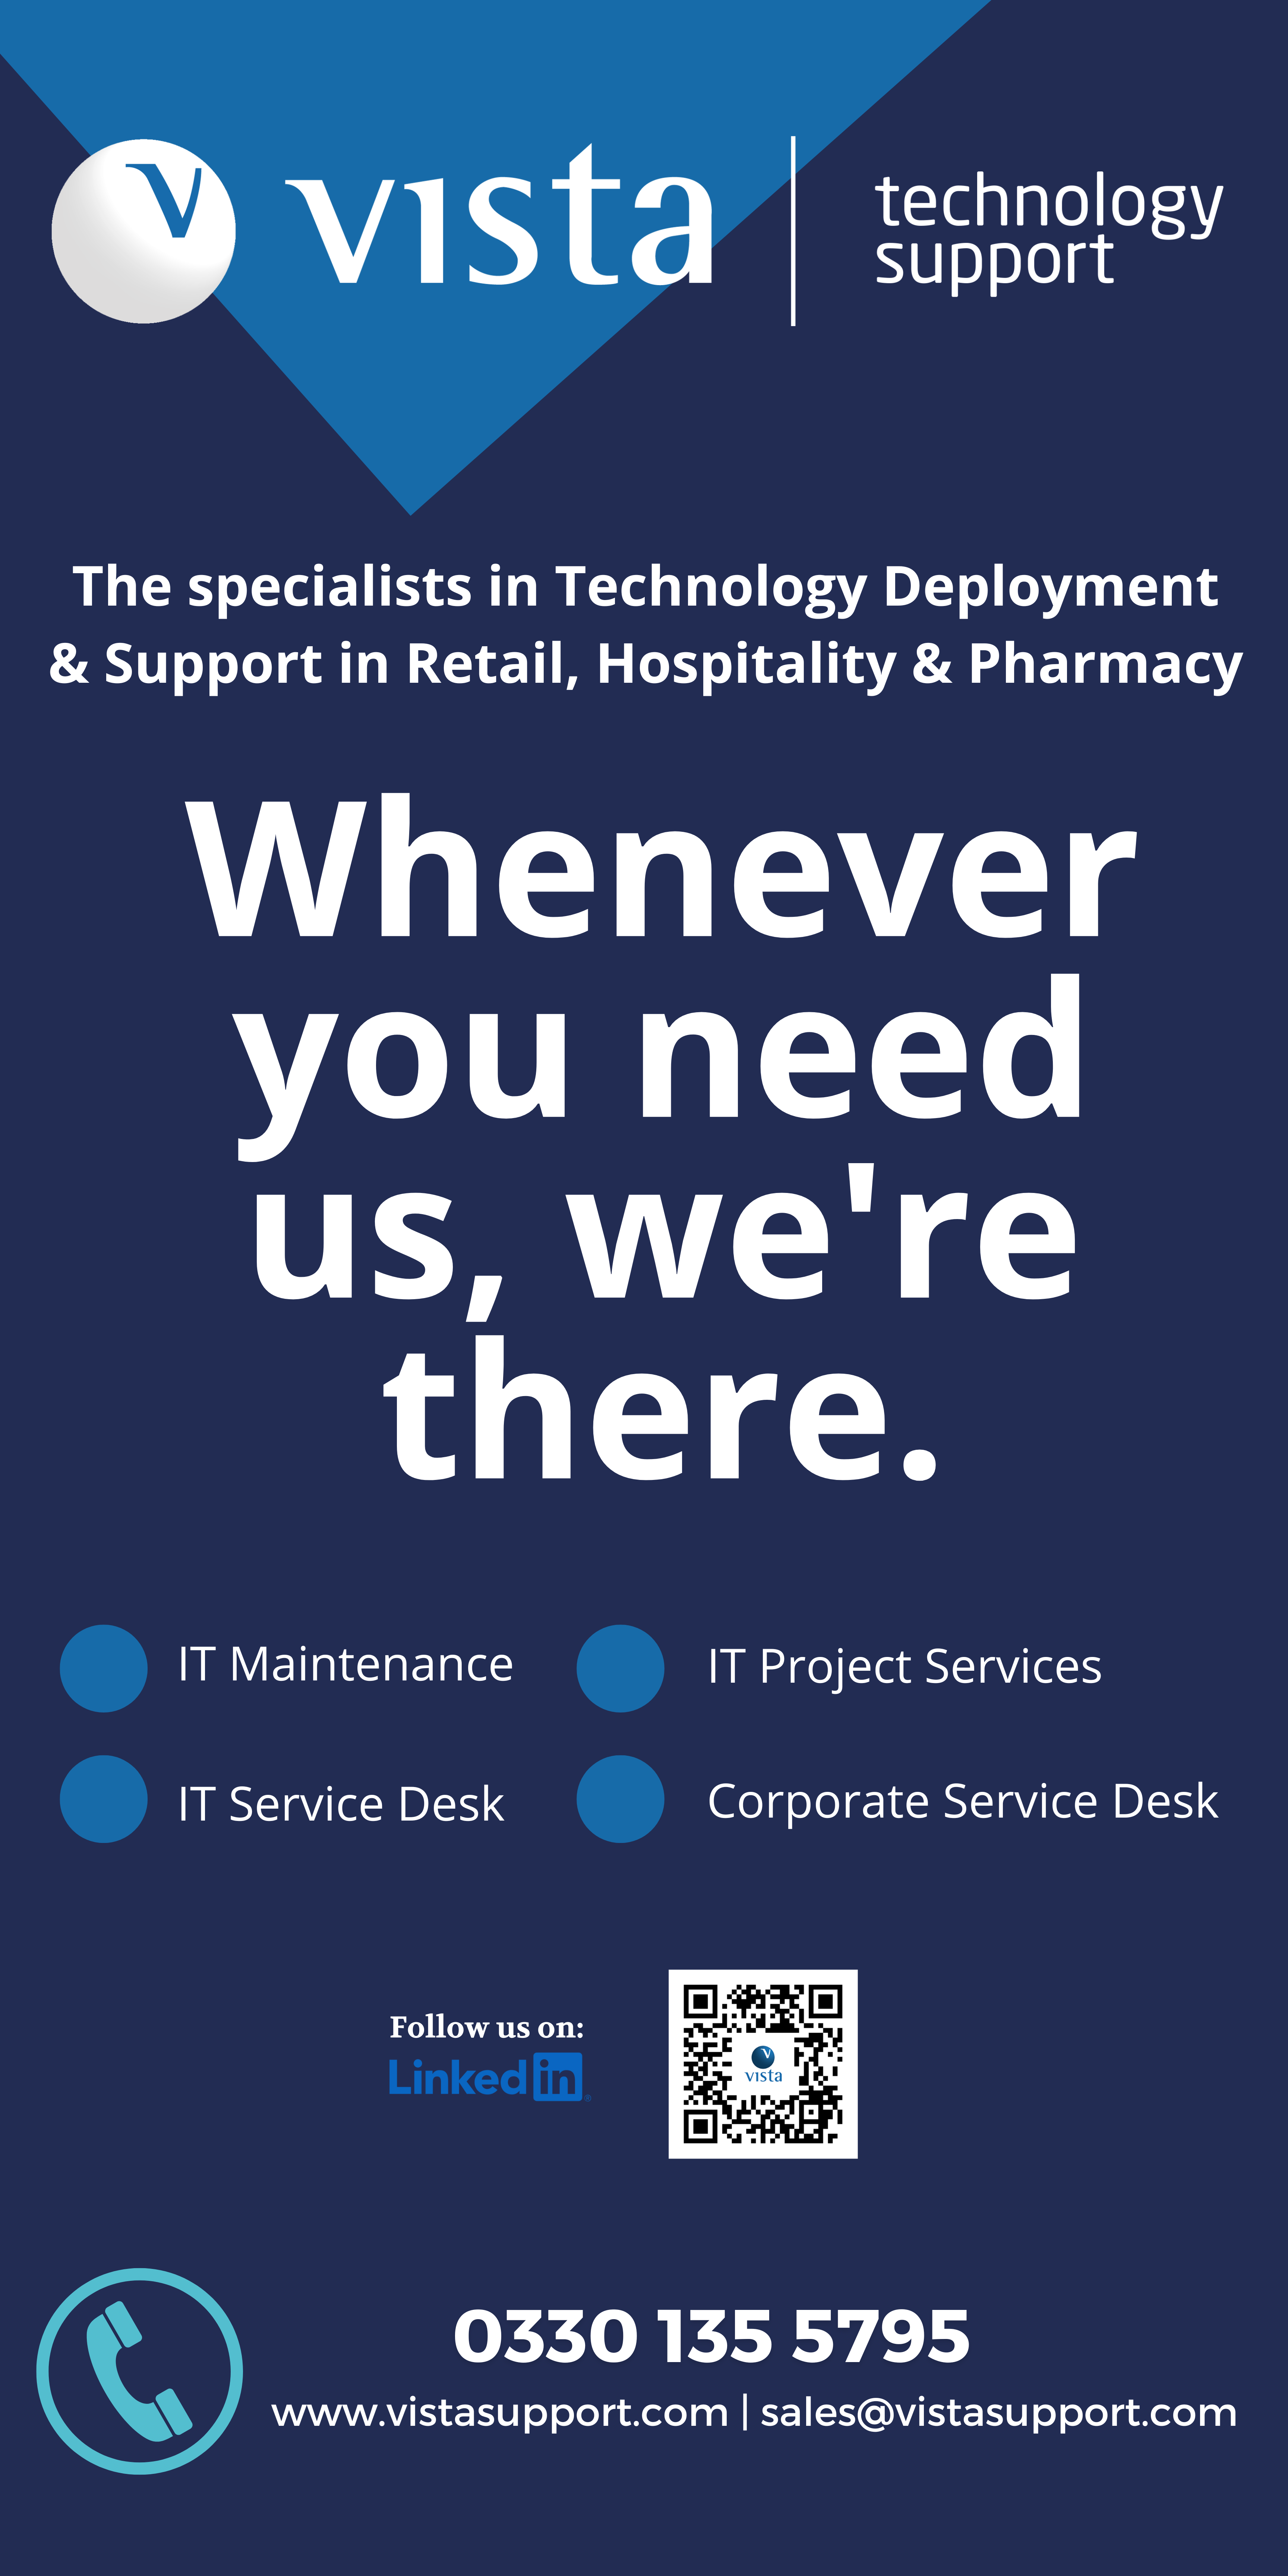 v vista
technology
support
The specialists in Technology Deployment
& Support in Retail, Hospitality & Pharmacy
Whenever
you need
us, we're
there.
IT Maintenance
IT Project Services
IT Service Desk
Corporate Service Desk
Follow us on:
Linked in
v
vista
0330 135 5795
www.vistasupport.com | sales@vistasupport.com